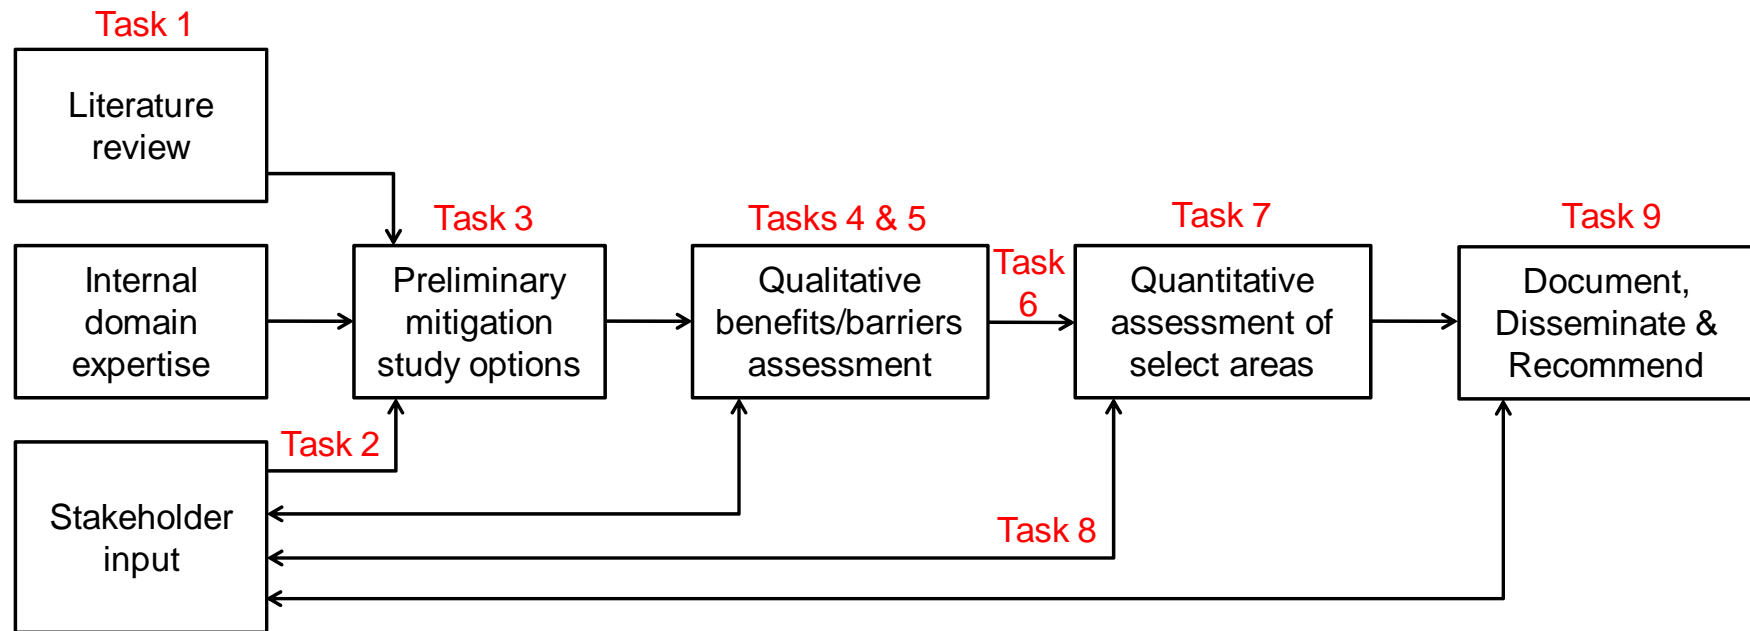 Task 1
Literature
review
Task 3
Tasks 4 & 5
Task 7
Task 9
Internal
domain
expertise
Preliminary
mitigation
study options
Qualitative
benefits/barriers
assessment
Task
6
Quantitative
assessment of
select areas
Document,
Disseminate &
Recommend
Task 2
Stakeholder
input
Task 8